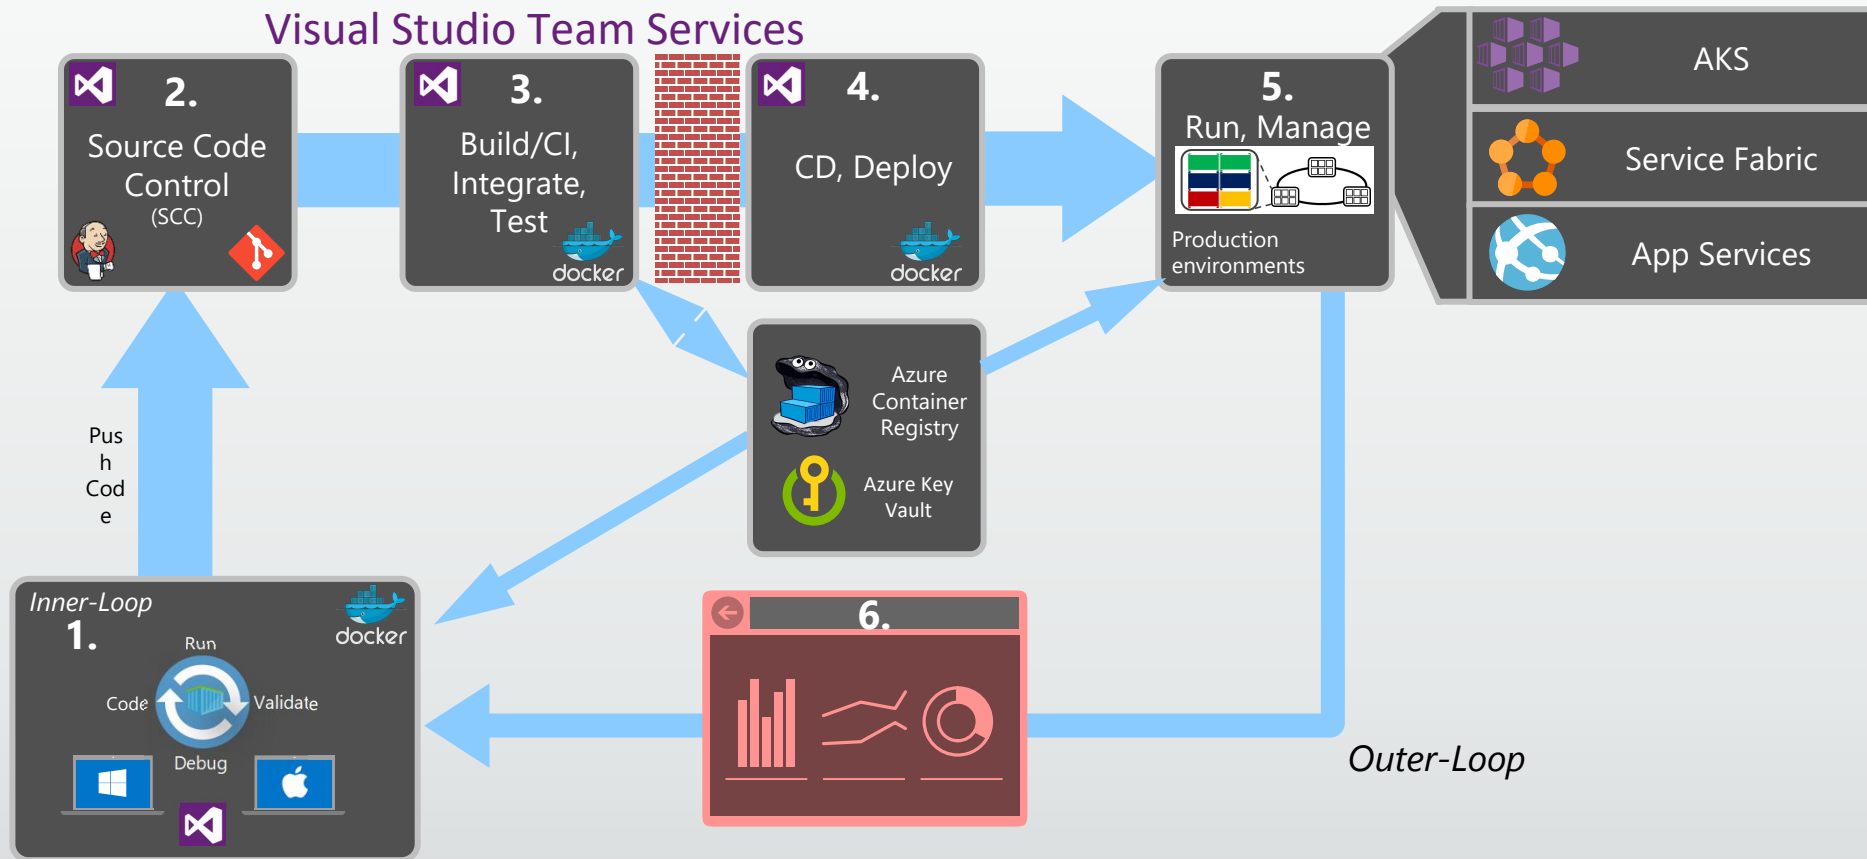 Visual Studio Team Services
2.
Source Code
Control
(SCC)
3.
Build/CI,
Integrate,
Test
docker
4.
CD, Deploy
docker
5.
Run, Manage
Production
environments
AKS
Service Fabric
App Services
Azure
Container
Registry
Azure Key
Vault
Pus
h
Cod
e
Inner-Loop
1.
docker
Run
Code
Validate
Debug
6.
Outer-Loop